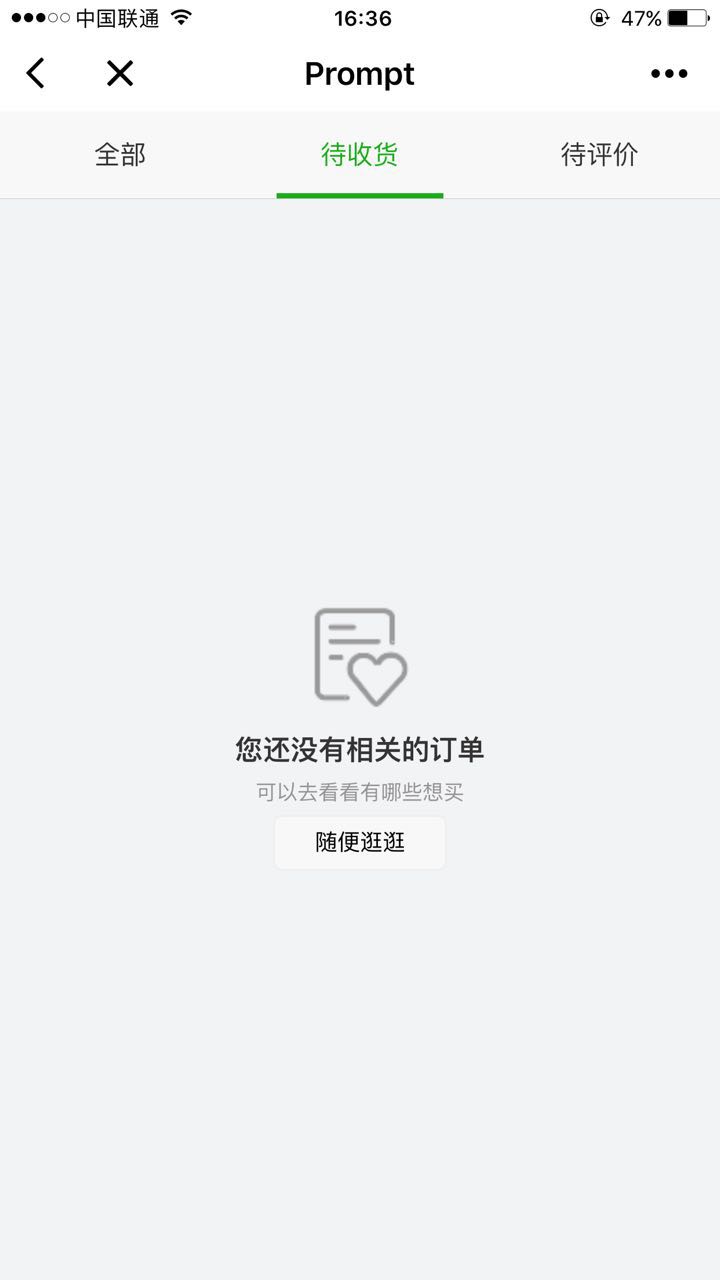 中国联通 16:36 47%
Prompt
全部 待收货 待评价
您还没有相关的订单
可以去看看有哪些想买
随便逛逛